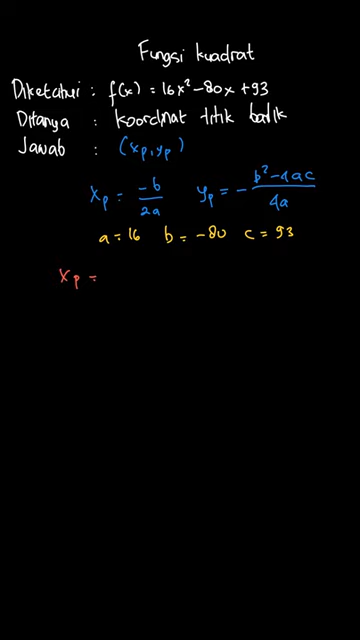 Fungsi kuadrat
Diketahui : f(x) = 16x² - 80x + 93
Ditanya : koordinat titik balik
Jawab : (xₚ, yₚ)
xₚ = -b/2a yₚ = - b² - 4ac/4a
a = 16 b = -80 c = 93
xₚ =